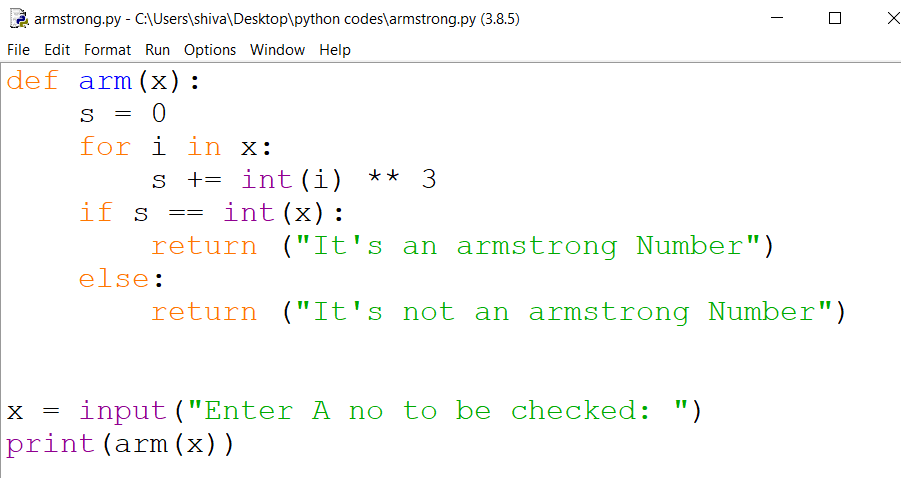 armstrong.py - C:\Users\shiva\Desktop\python codes\armstrong.py (3.8.5)
File Edit Format Run Options Window Help
def arm(x):
    s = 0
    for i in x:
        s += int(i) ** 3
    if s == int(x):
        return ("It's an armstrong Number")
    else:
        return ("It's not an armstrong Number")
x = input("Enter A no to be checked: ")
print(arm(x))